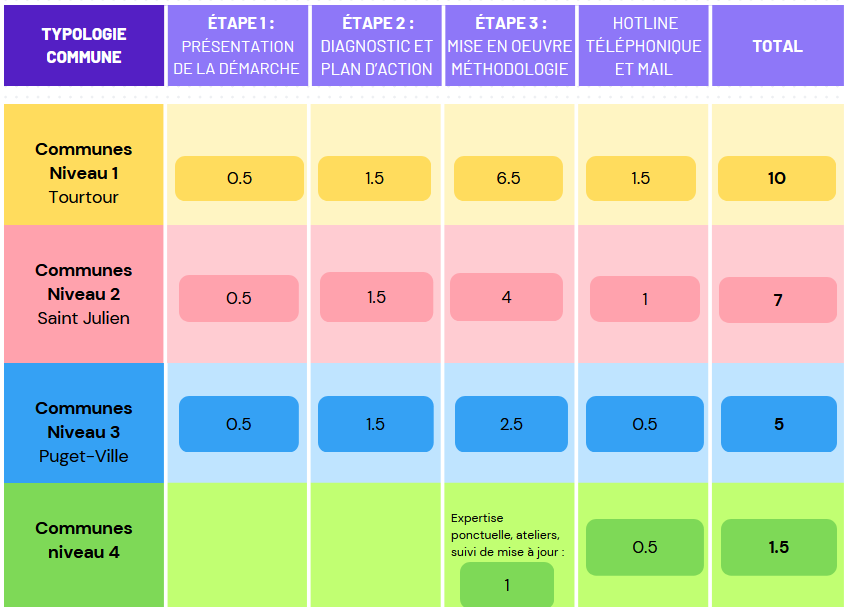 TYPOLOGIE
COMMUNE
ÉTAPE 1 :
PRÉSENTATION
DE LA DÉMARCHE
ÉTAPE 2 :
DIAGNOSTIC ET
PLAN D'ACTION
ÉTAPE 3 :
MISE EN OEUVRE
MÉTHODOLOGIE
HOTLINE
TÉLÉPHONIQUE
ET MAIL
TOTAL
Communes
Niveau 1
Tourtour
0.5
1.5
6.5
1.5
10
Communes
Niveau 2
Saint Julien
0.5
1.5
4
1
7
Communes
Niveau 3
Puget-Ville
0.5
1.5
2.5
0.5
5
Communes
niveau 4
Expertise
ponctuelle, ateliers,
suivi de mise à jour :
1
0.5
1.5